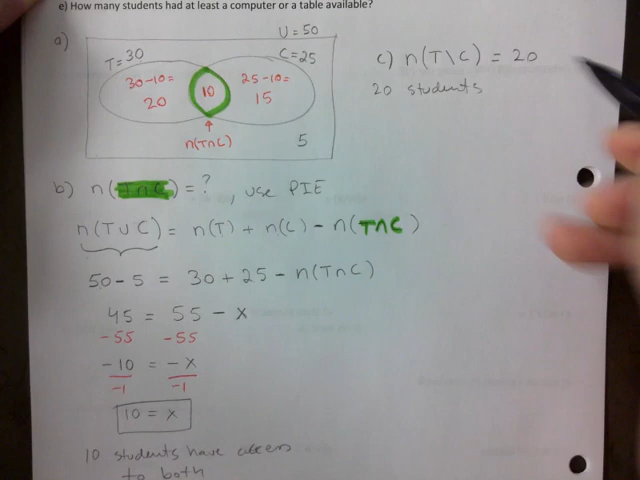 e) How many students had at least a computer or a table available?
a)
U = 50
T = 30
C = 25
30-10=
20
10
25-10=
15
n(T∩C)
5
c) n(T\C) = 20
20 students
b) n(T∩C) = ? , use PIE
n(T∪C) = n(T) + n(C) - n(T∩C)
50-5 = 30+25 - n(T∩C)
45 = 55 - x
-55 -55
-10 = -x
-1 -1
10 = x
10 students have access
to both